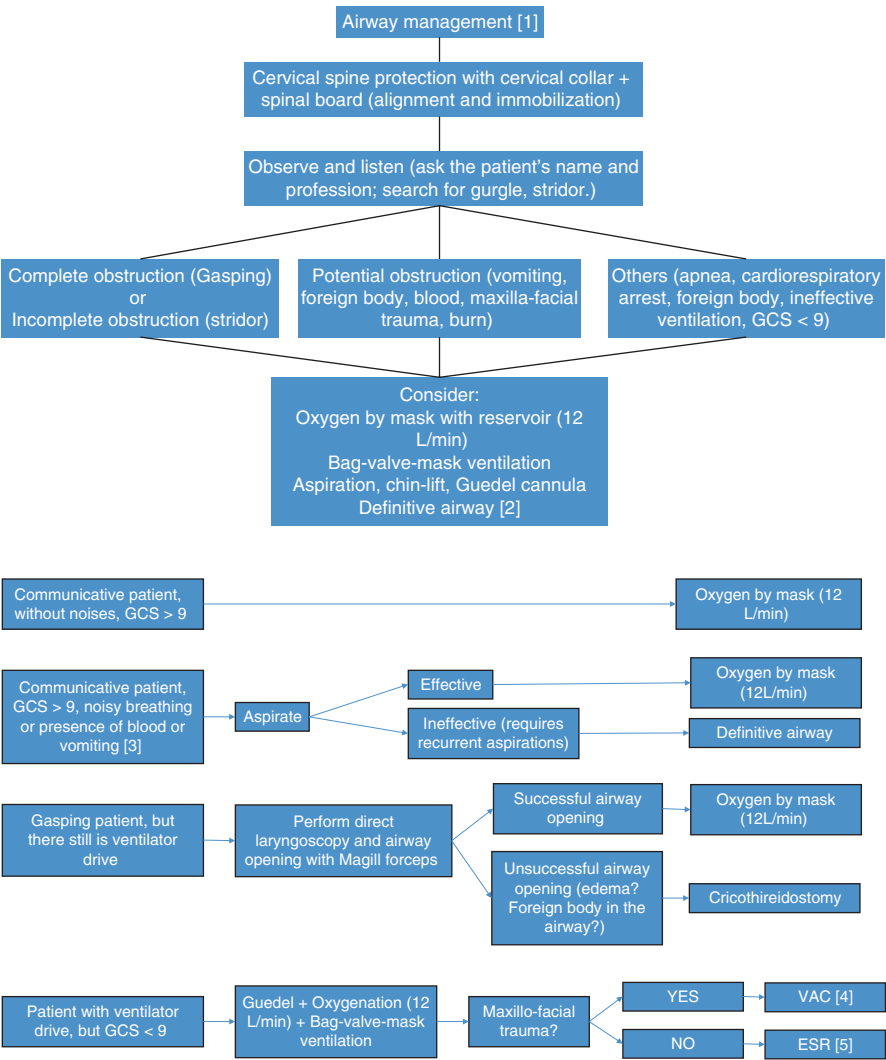 Airway management [1]
Cervical spine protection with cervical collar +
spinal board (alignment and immobilization)
Observe and listen (ask the patient's name and
profession; search for gurgle, stridor.)
Complete obstruction (Gasping)
or
Incomplete obstruction (stridor)
Potential obstruction (vomiting,
foreign body, blood, maxilla-facial
trauma, burn)
Others (apnea, cardiorespiratory
arrest, foreign body, ineffective
ventilation, GCS < 9)
Consider:
Oxygen by mask with reservoir (12
L/min)
Bag-valve-mask ventilation
Aspiration, chin-lift, Guedel cannula
Definitive airway [2]
Communicative patient,
without noises, GCS > 9
Oxygen by mask (12
L/min)
Communicative patient,
GCS > 9, noisy breathing
or presence of blood or
vomiting [3]
Aspirate
Effective
Oxygen by mask
(12L/min)
Ineffective (requires
recurrent aspirations)
Definitive airway
Gasping patient, but
there still is ventilator
drive
Perform direct
laryngoscopy and airway
opening with Magill forceps
Successful airway
opening
Oxygen by mask
(12L/min)
Unsuccessful airway
opening (edema?
Foreign body in the
airway?)
Cricothireidostomy
Patient with ventilator
drive, but GCS < 9
Guedel + Oxygenation (12
L/min) + Bag-valve-mask
ventilation
Maxillo-facial
trauma?
YES
VAC [4]
NO
ESR [5]